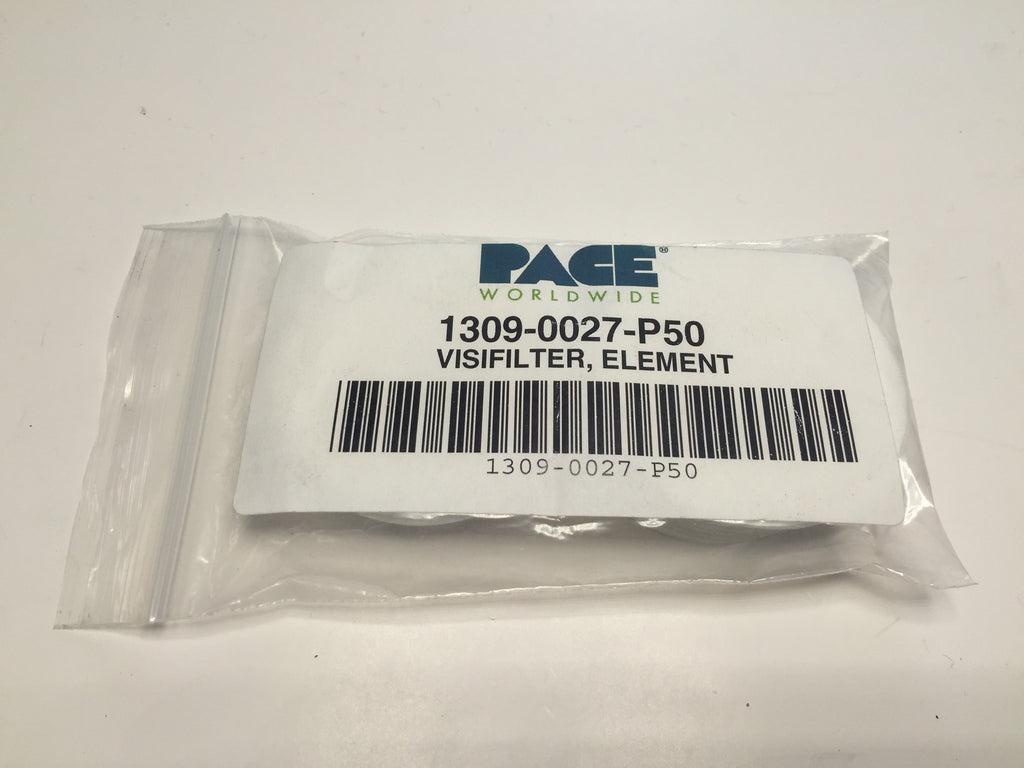 PACE®
WORLDWIDE
1309-0027-P50
VISIFILTER, ELEMENT
1309-0027-P50